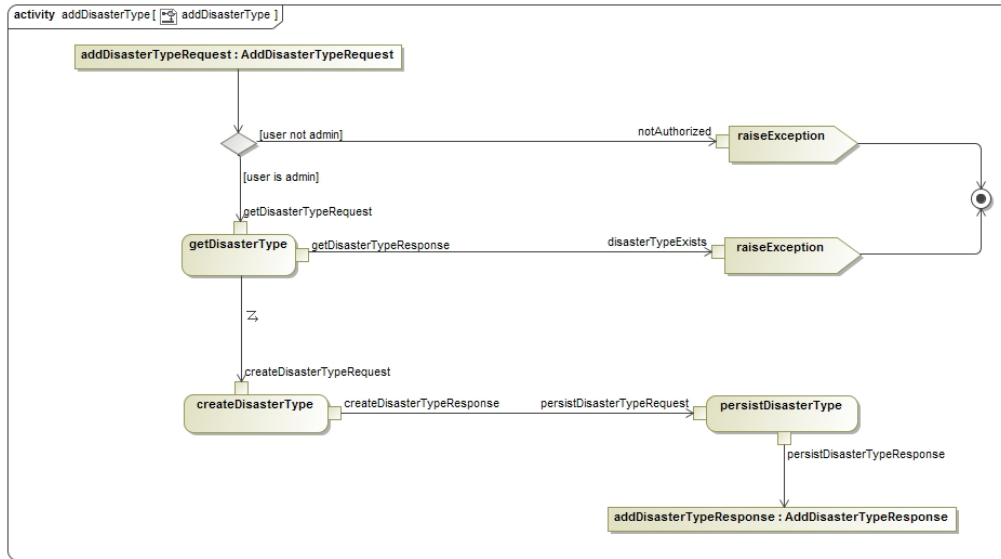 activity addDisasterType [ addDisasterType ]
addDisasterTypeRequest : AddDisasterTypeRequest
[user not admin]
notAuthorized
raiseException
[user is admin]
getDisasterTypeRequest
getDisasterType
getDisasterTypeResponse
disasterTypeExists
raiseException
createDisasterTypeRequest
createDisasterType
createDisasterTypeResponse
persistDisasterTypeRequest
persistDisasterType
persistDisasterTypeResponse
addDisasterTypeResponse : AddDisasterTypeResponse